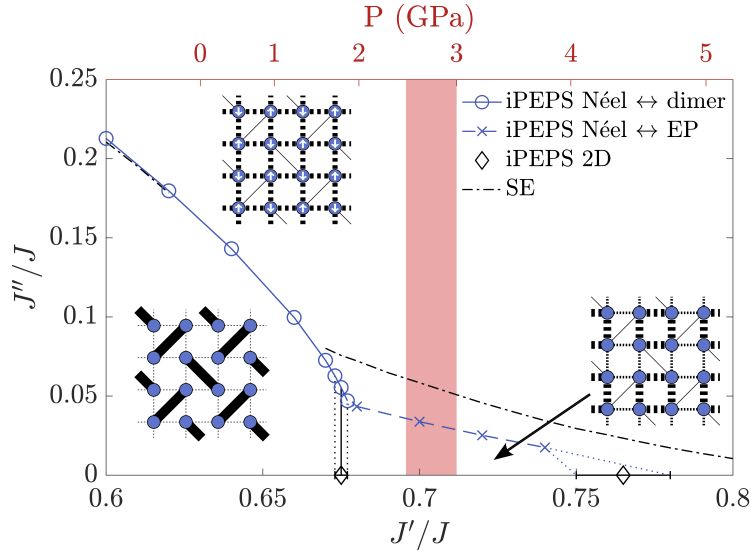 P (GPa)
0 1 2 3 4 5
0.25
0.2
0.15
0.1
0.05
0
J''/J
iPEPS Néel ↔ dimer
iPEPS Néel ↔ EP
iPEPS 2D
SE
0.6 0.65 0.7 0.75 0.8
J'/J